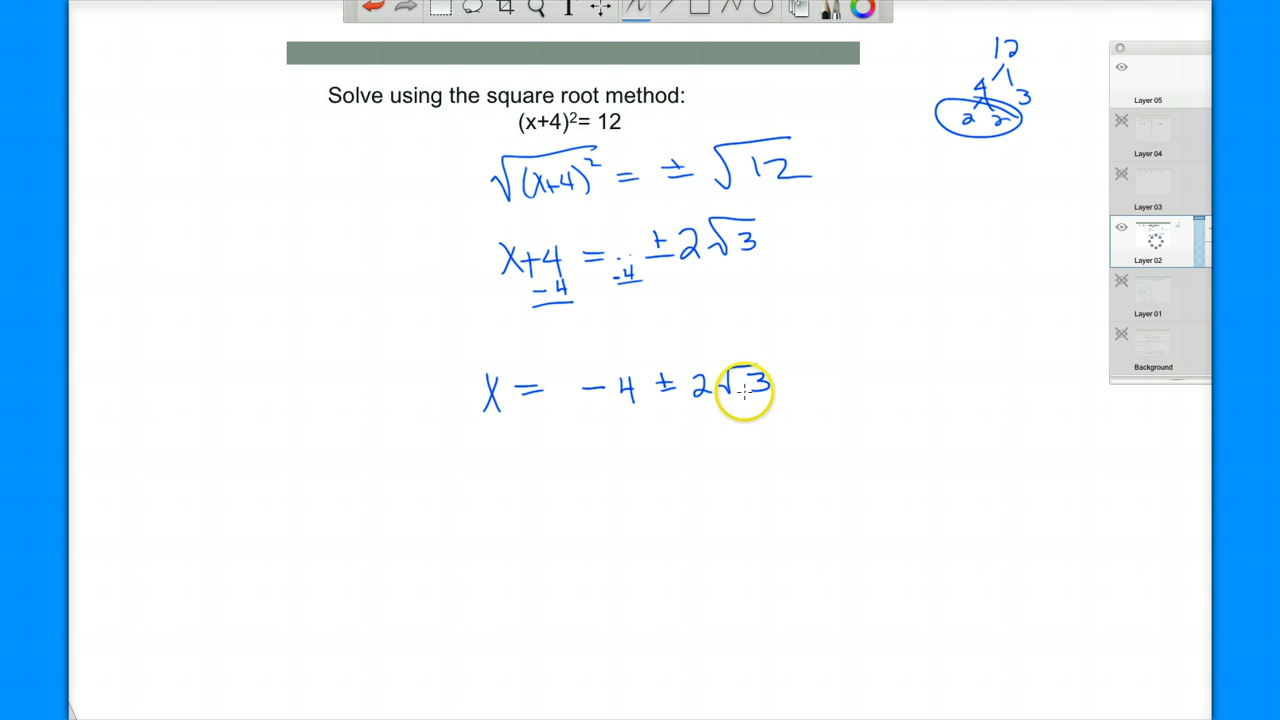 Solve using the square root method:
(x+4)²= 12
√(x+4)² = ± √12
x+4 = ± 2√3
-4 -4
x = -4 ± 2√3
12
4 3
2 2
Layer 05
Layer 04
Layer 03
Layer 02
Layer 01
Background